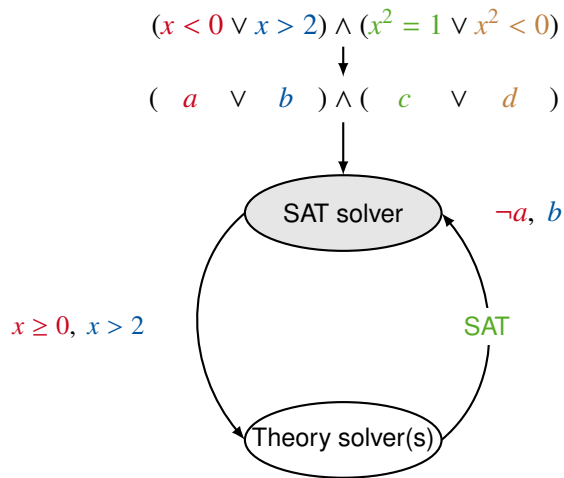 (x < 0 ∨ x > 2) ∧ (x² = 1 ∨ x² < 0)
( a ∨ b ) ∧ ( c ∨ d )
SAT solver
¬a, b
x ≥ 0, x > 2
SAT
Theory solver(s)